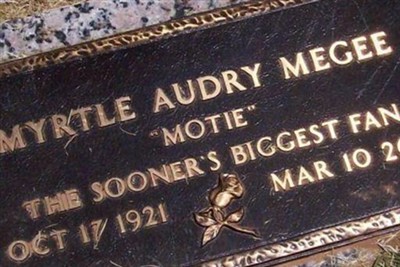 MYRTLE AUDRY MEGEE
"MOTIE"
THE SOONER'S BIGGEST FAN
OCT 17 1921 MAR 10